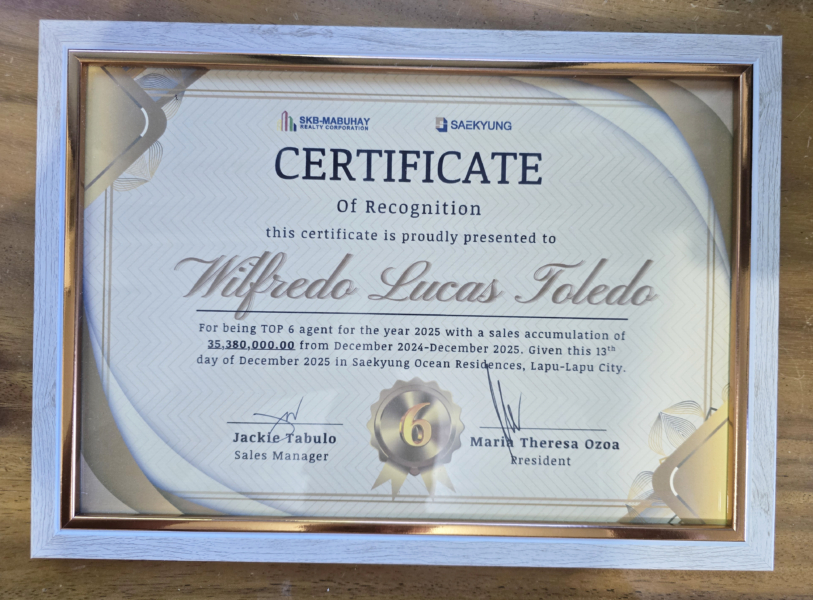 SKB-MABUHAY
REALTY CORPORATION
SAEKYUNG
CERTIFICATE
Of Recognition
this certificate is proudly presented to
Wilfredo Lucas Toledo
For being TOP 6 agent for the year 2025 with a sales accumulation of
35,380,000.00 from December 2024-December 2025. Given this 13th
day of December 2025 in Saekyung Ocean Residences, Lapu-Lapu City.
6
Jackie Tabulo
Sales Manager
Maria Theresa Ozoa
President